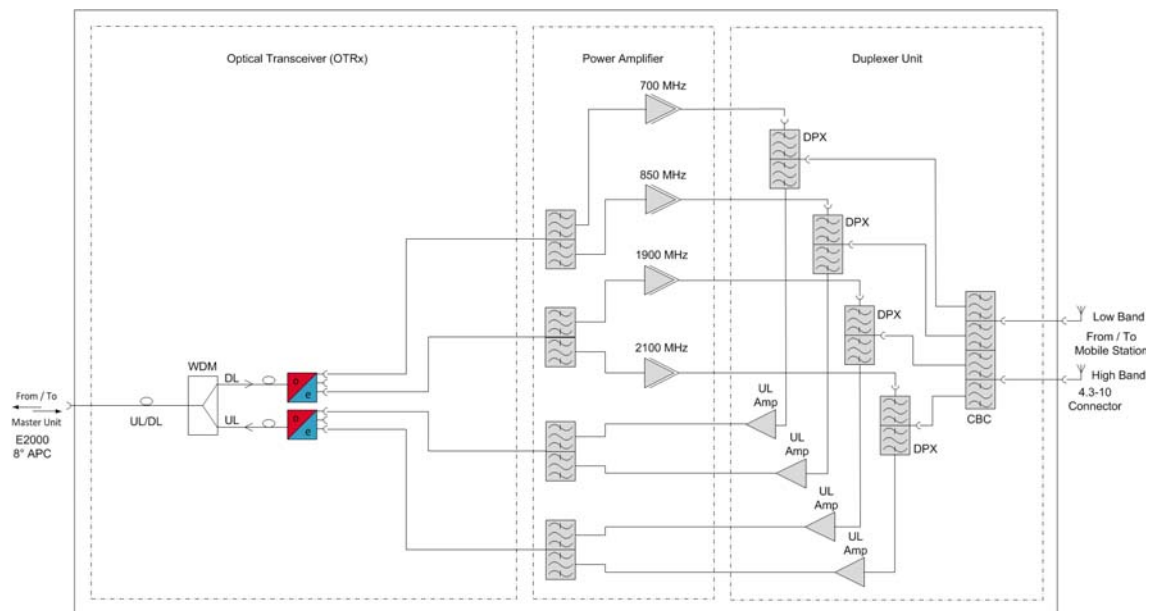 Optical Transceiver (OTRx)
Power Amplifier
Duplexer Unit
700 MHz
DPX
850 MHz
DPX
1900 MHz
DPX
CBC
Low Band
From / To
Mobile Station
High Band
4.3-10
Connector
2100 MHz
DPX
WDM
DL
o
e
UL
o
e
From / To
Master Unit
E2000
8° APC
UL/DL
UL
Amp
UL
Amp
UL
Amp
UL
Amp